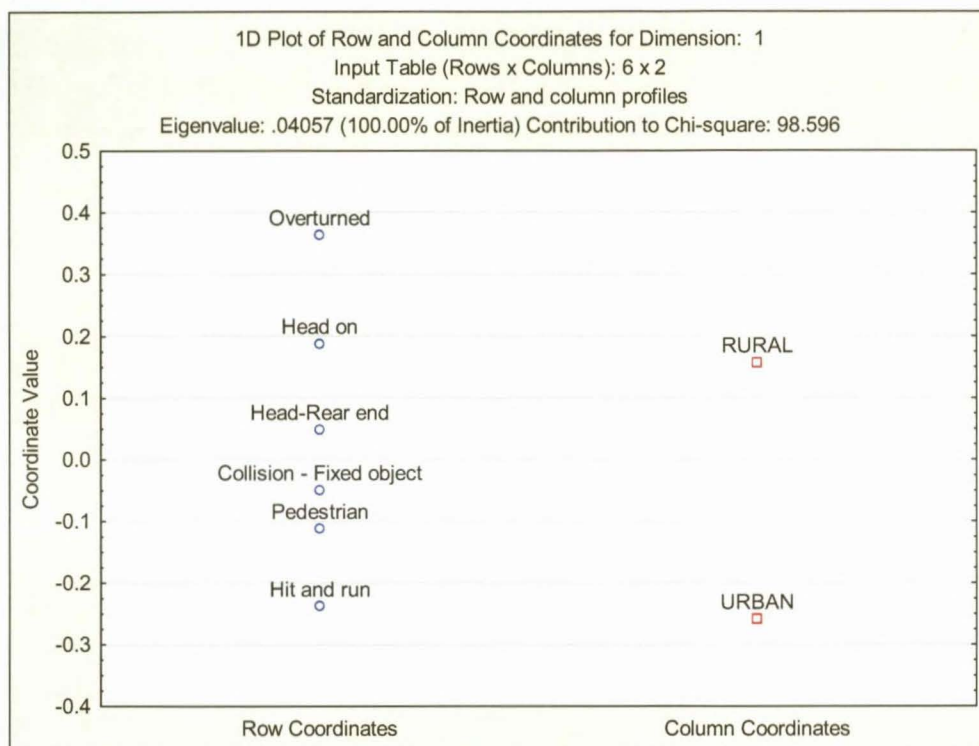 1D Plot of Row and Column Coordinates for Dimension: 1
Input Table (Rows x Columns): 6 x 2
Standardization: Row and column profiles
Eigenvalue: .04057 (100.00% of Inertia) Contribution to Chi-square: 98.596
Coordinate Value
0.5
0.4
0.3
0.2
0.1
0.0
-0.1
-0.2
-0.3
-0.4
Overturned
Head on
RURAL
Head-Rear end
Collision - Fixed object
Pedestrian
Hit and run
URBAN
Row Coordinates
Column Coordinates